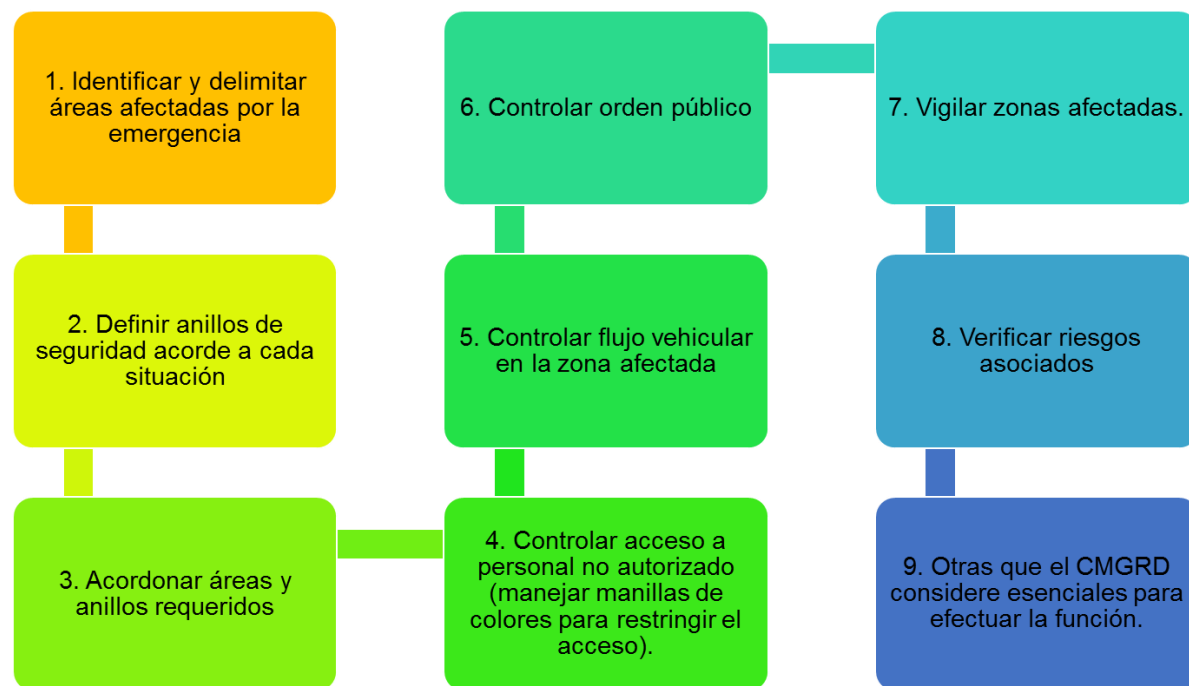 1. Identificar y delimitar
áreas afectadas por la
emergencia
2. Definir anillos de
seguridad acorde a cada
situación
3. Acordonar áreas y
anillos requeridos
4. Controlar acceso a
personal no autorizado
(manejar manillas de
colores para restringir el
acceso).
5. Controlar flujo vehicular
en la zona afectada
6. Controlar orden público
7. Vigilar zonas afectadas.
8. Verificar riesgos
asociados
9. Otras que el CMGRD
considere esenciales para
efectuar la función.